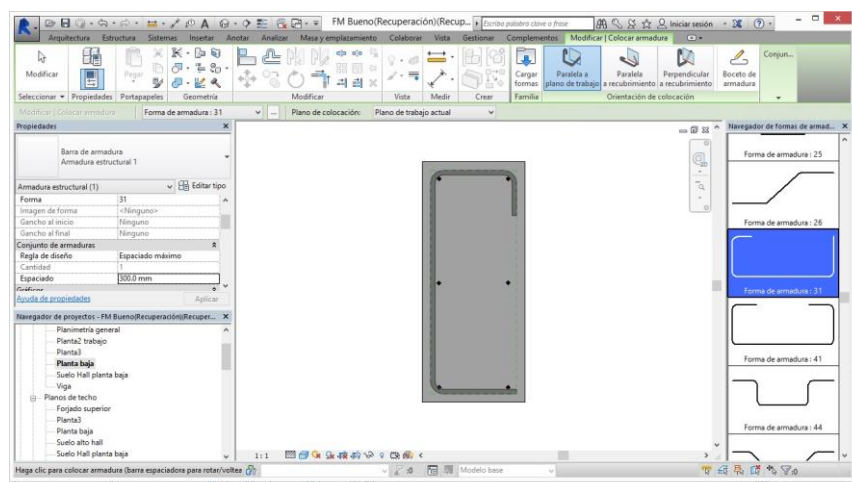 FM Bueno(Recuperación)(Recup...
Escriba palabra clave o frase
Iniciar sesión
Arquitectura Estructura Sistemas Insertar Anotar Analizar Masa y emplazamiento Colaborar Vista Gestionar Complementos Modificar | Colocar armadura
Modificar
Pegar
Cargar formas
Paralela a plano de trabajo
Paralela a recubrimiento
Perpendicular a recubrimiento
Boceto de armadura
Conjun...
Seleccionar Propiedades Portapapeles Geometría Modificar Vista Medir Crear Familia Orientación de colocación
Modificar | Colocar armadura Forma de armadura : 31 ... Plano de colocación: Plano de trabajo actual
Propiedades
Barra de armadura
Armadura estructural 1
Armadura estructural (1) Editar tipo
Forma 31
Imagen de forma <Ninguno>
Gancho al inicio Ninguno
Gancho al final Ninguno
Conjunto de armaduras
Regla de diseño Espaciado máximo
Cantidad 1
Espaciado 300.0 mm
Gráficos
Ayuda de propiedades Aplicar
Navegador de proyectos - FM Bueno(Recuperación)(Recuper...
Planimetría general
Planta2 trabajo
Planta3
Planta baja
Suelo Hall planta baja
Viga
Planos de techo
Forjado superior
Planta3
Planta baja
Suelo alto hall
Suelo Hall planta baja
Navegador de formas de armad...
Forma de armadura : 25
Forma de armadura : 26
Forma de armadura : 31
Forma de armadura : 41
Forma de armadura : 44
1:1
Haga clic para colocar armadura (barra espaciadora para rotar/voltea
:0
Modelo base
:0